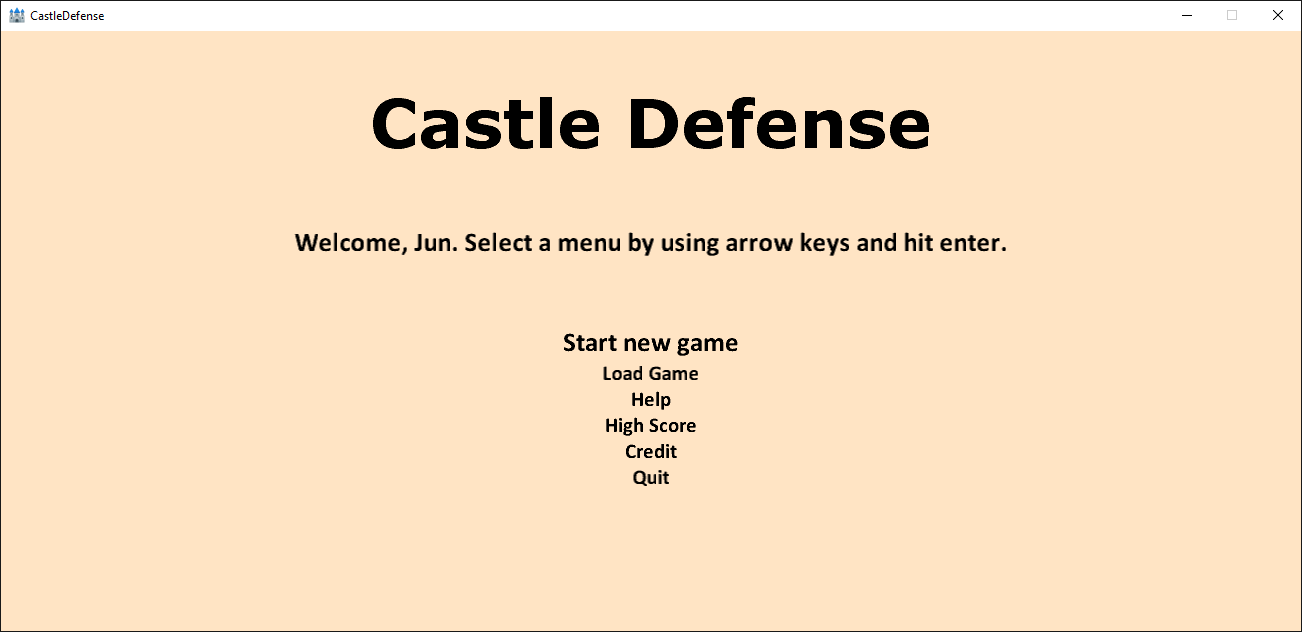 CastleDefense
Castle Defense
Welcome, Jun. Select a menu by using arrow keys and hit enter.
Start new game
Load Game
Help
High Score
Credit
Quit